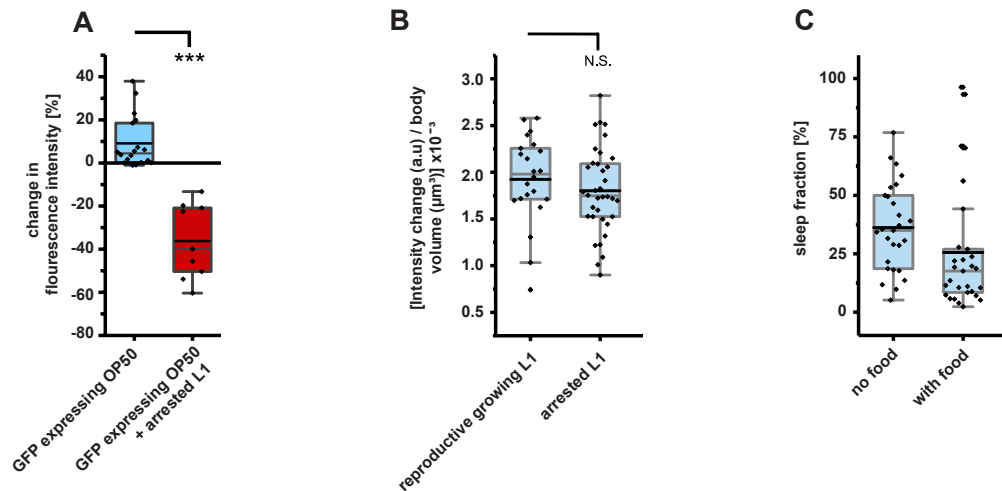 A
***
change in
flourescence intensity [%]
40
20
0
-20
-40
-60
-80
GFP expressing OP50
GFP expressing OP50
+ arrested L1
B
N.S.
[Intensity change (a.u) / body
volume (µm³)] x10⁻³
3.0
2.5
2.0
1.5
1.0
0.5
reproductive growing L1
arrested L1
C
sleep fraction [%]
100
75
50
25
0
no food
with food